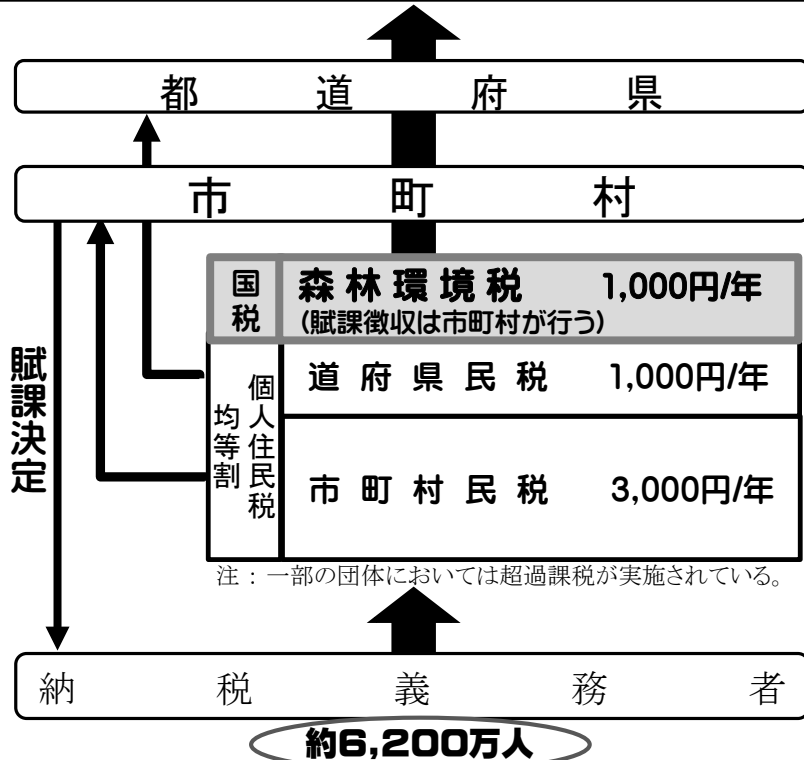 都道府県
市町村
国税
森林環境税 1,000円/年
(賦課徴収は市町村が行う)
賦課決定
個人住民税
均等割
道府県民税 1,000円/年
市町村民税 3,000円/年
注：一部の団体においては超過課税が実施されている。
納税義務者
約6,200万人